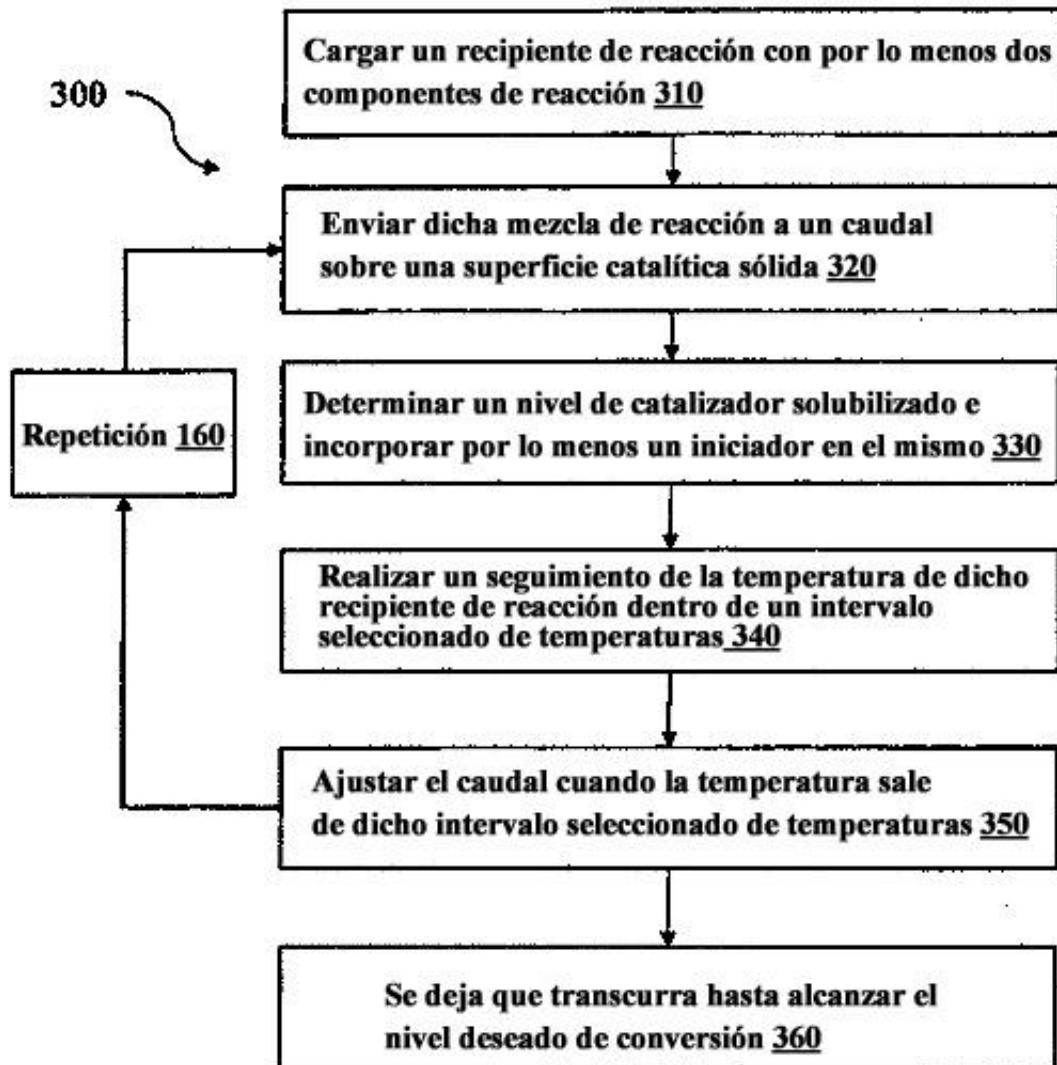 Cargar un recipiente de reacción con por lo menos dos
componentes de reacción 310
300
Enviar dicha mezcla de reacción a un caudal
sobre una superficie catalítica sólida 320
Determinar un nivel de catalizador solubilizado e
incorporar por lo menos un iniciador en el mismo 330
Repetición 160
Realizar un seguimiento de la temperatura de dicho
recipiente de reacción dentro de un intervalo
seleccionado de temperaturas 340
Ajustar el caudal cuando la temperatura sale
de dicho intervalo seleccionado de temperaturas 350
Se deja que transcurra hasta alcanzar el
nivel deseado de conversión 360